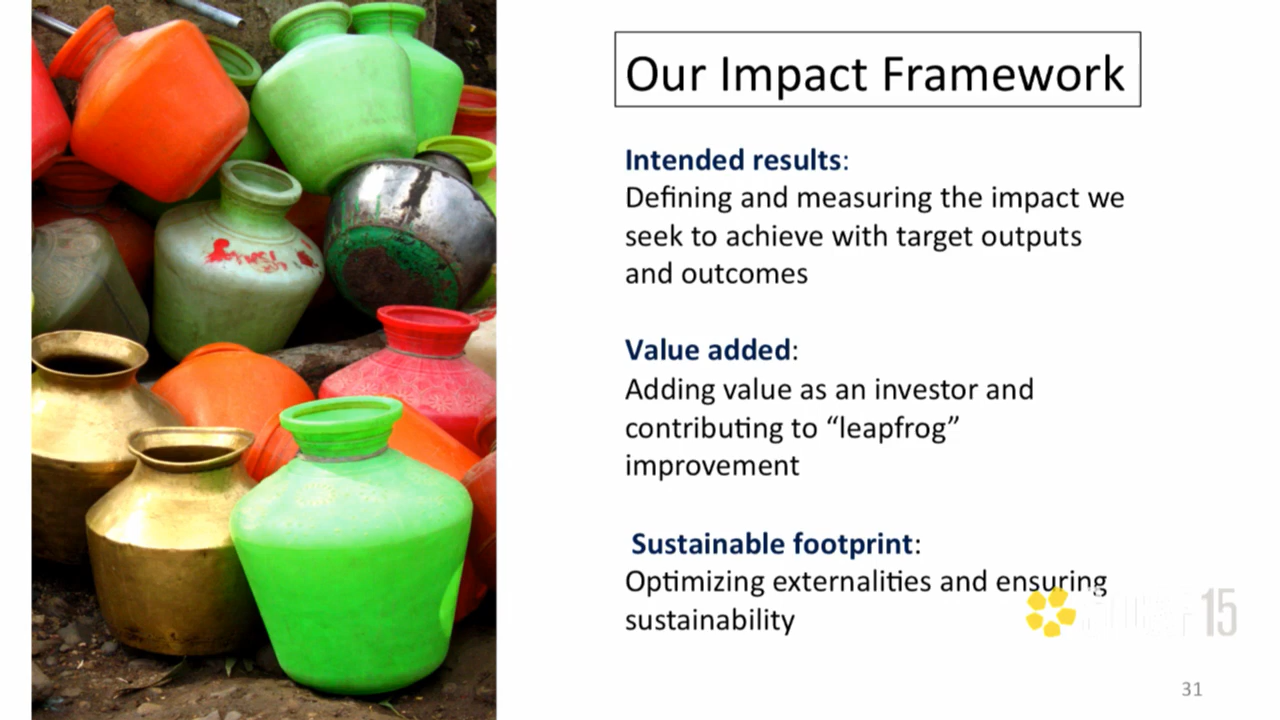 Our Impact Framework
Intended results:
Defining and measuring the impact we
seek to achieve with target outputs
and outcomes
Value added:
Adding value as an investor and
contributing to “leapfrog”
improvement
Sustainable footprint:
Optimizing externalities and ensuring
sustainability
15
31